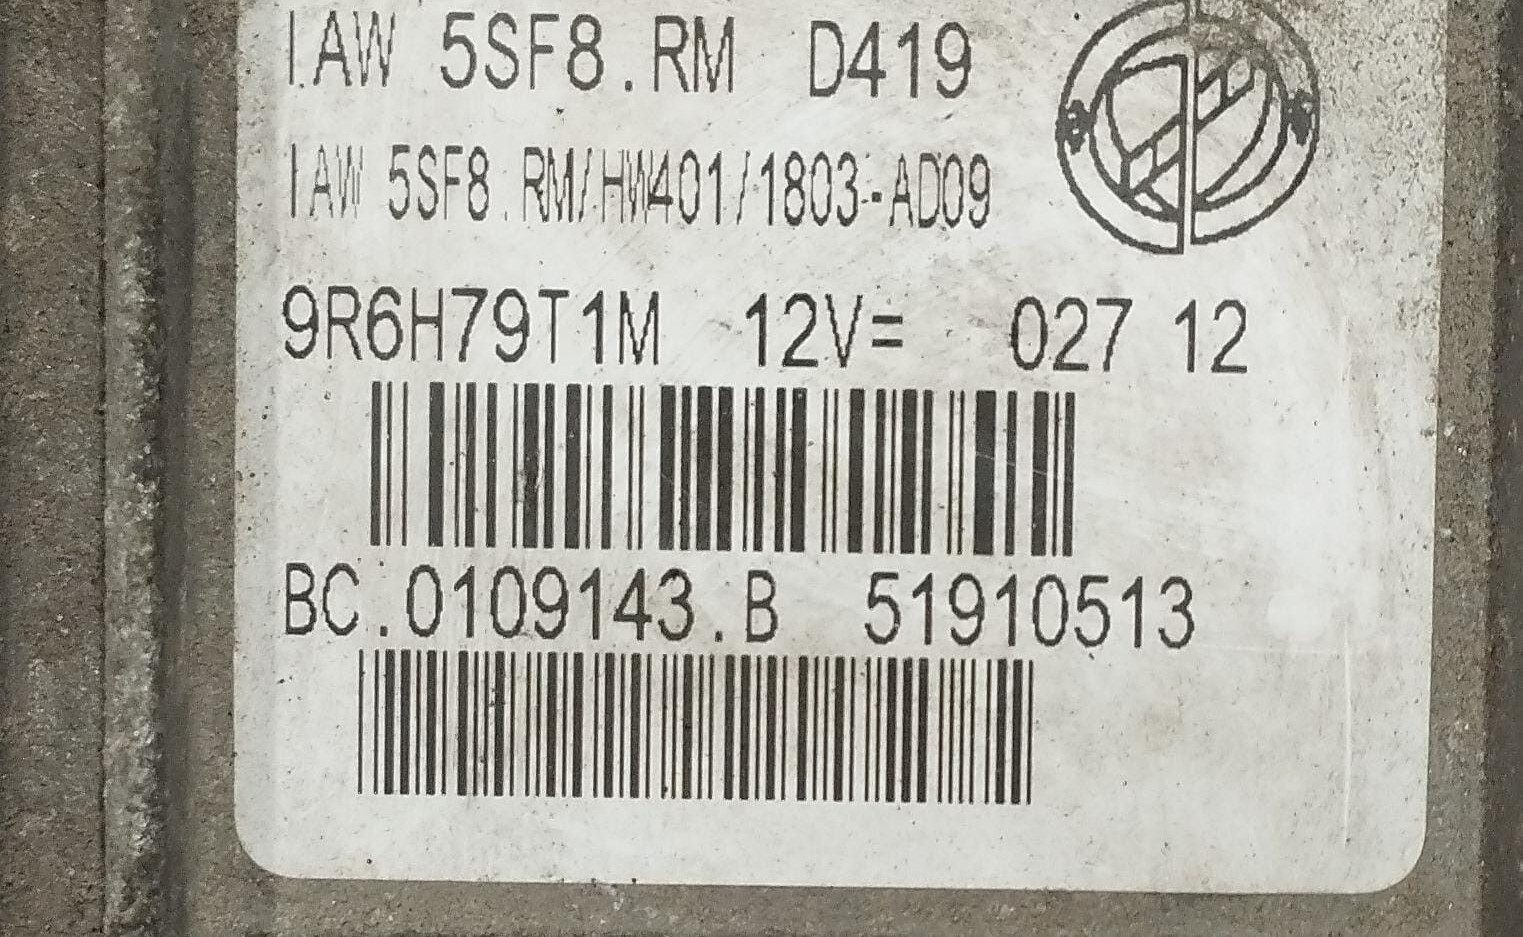 IAW 5SF8.RM D419
IAW 5SF8.RM/HW401/1803-AD09
9R6H79T1M 12V= 027 12
BC.0109143.B 51910513